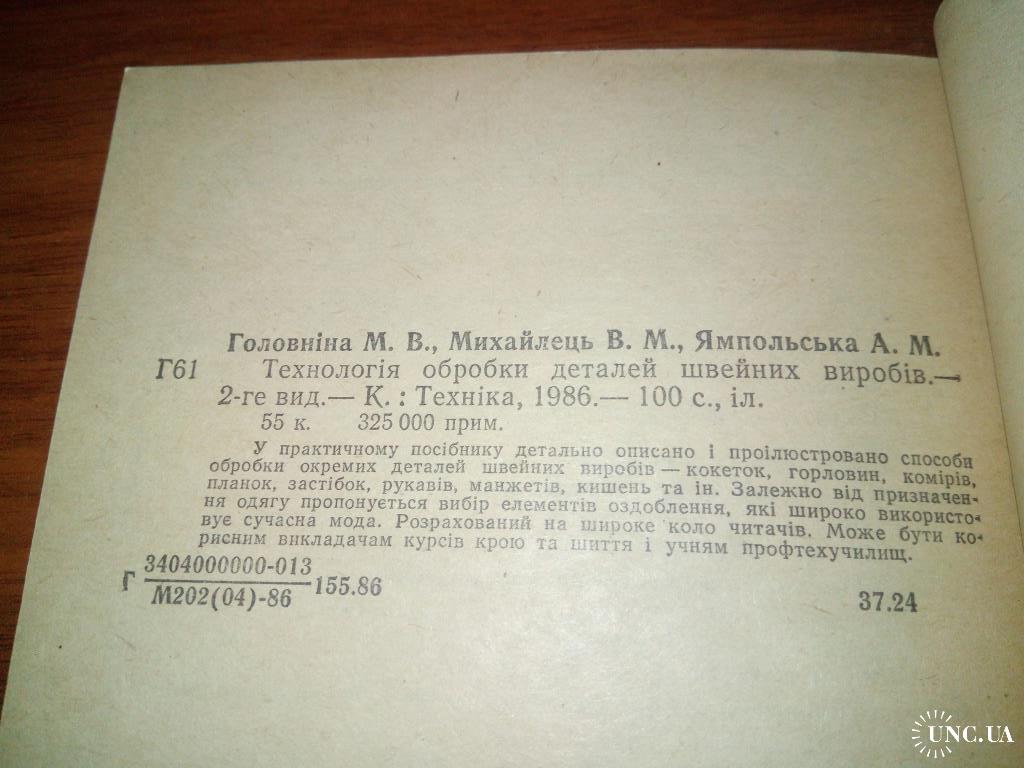 Головніна М. В., Михайлець В. М., Ямпольська А. М.
Г61 Технологія обробки деталей швейних виробів.—
2-ге вид.— К. : Техніка, 1986.— 100 с., іл.
55 к. 325 000 прим.
У практичному посібнику детально описано і проілюстровано способи
обробки окремих деталей швейних виробів — кокеток, горловин, комірів,
планок, застібок, рукавів, манжетів, кишень та ін. Залежно від призначен-
ня одягу пропонується вибір елементів оздоблення, які широко використо-
вує сучасна мода. Розрахований на широке коло читачів. Може бути ко-
рисним викладачам курсів крою та шиття і учням профтехучилищ.
Г 3404000000-013
М202(04)-86 155.86
37.24
UNC.UA